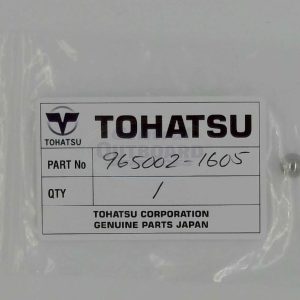 TOHATSU
TOHATSU
PART No 965002-1605
QTY 1
TOHATSU CORPORATION
GENUINE PARTS JAPAN